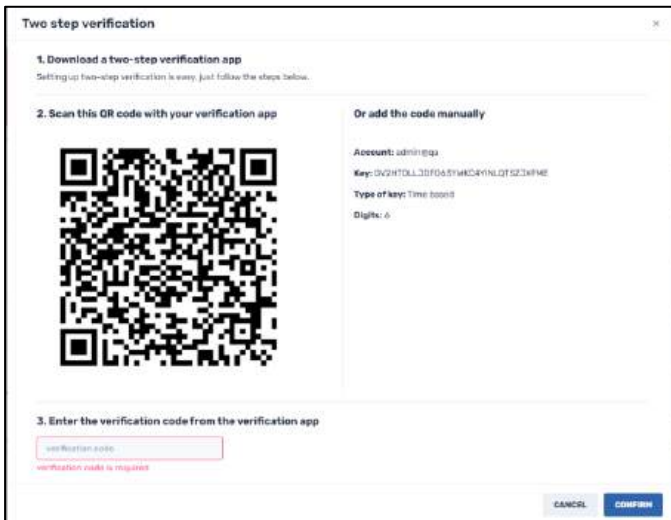 Two step verification
1. Download a two-step verification app
Setting up two-step verification is easy, just follow the steps below.
2. Scan this QR code with your verification app
Or add the code manually
Account: admin@qa
Key:
Type of key: Time based
Digits: 6
3. Enter the verification code from the verification app
verification code
verification code is required
CANCEL
CONFIRM